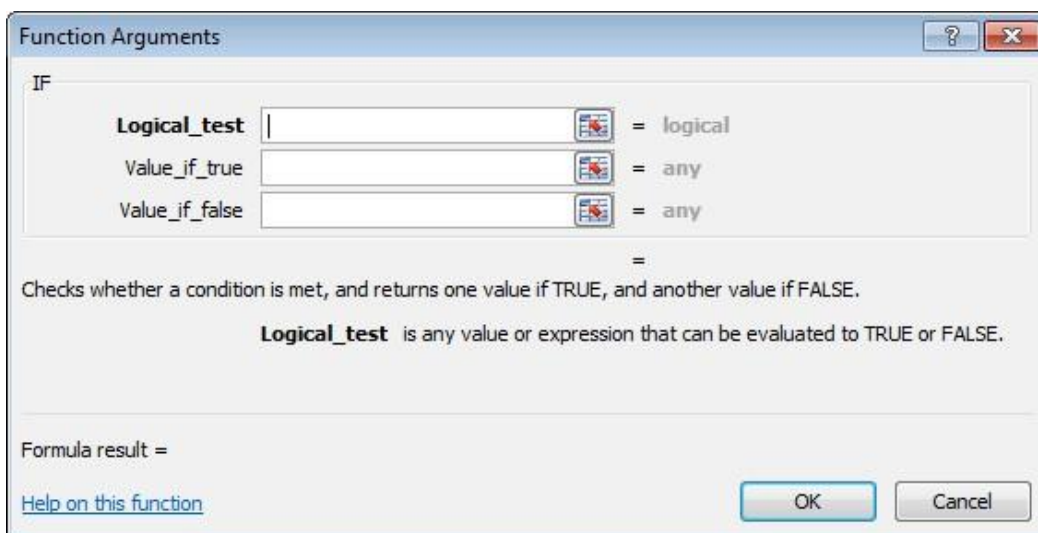 Function Arguments
IF
Logical_test = logical
Value_if_true = any
Value_if_false = any
=
Checks whether a condition is met, and returns one value if TRUE, and another value if FALSE.
Logical_test is any value or expression that can be evaluated to TRUE or FALSE.
Formula result =
Help on this function
OK
Cancel